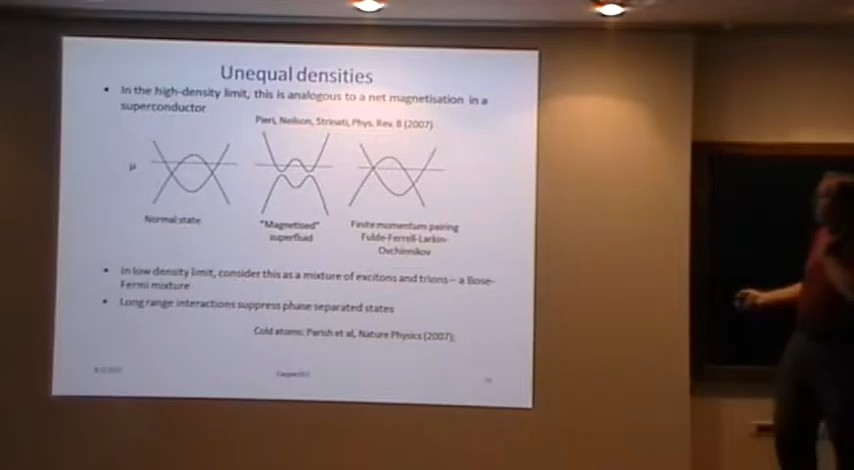 Unequal densities
• In the high-density limit, this is analogous to a net magnetisation in a
superconductor
Pieri, Neilson, Strinati, Phys. Rev. B (2007)
μ
Normal state
"Magnetised"
superfluid
Finite momentum pairing
Fulde-Ferrell-Larkin-
Ovchinnikov
• In low density limit, consider this as a mixture of excitons and trions – a Bose-
Fermi mixture
• Long range interactions suppress phase separated states
Cold atoms: Parish et al, Nature Physics (2007);